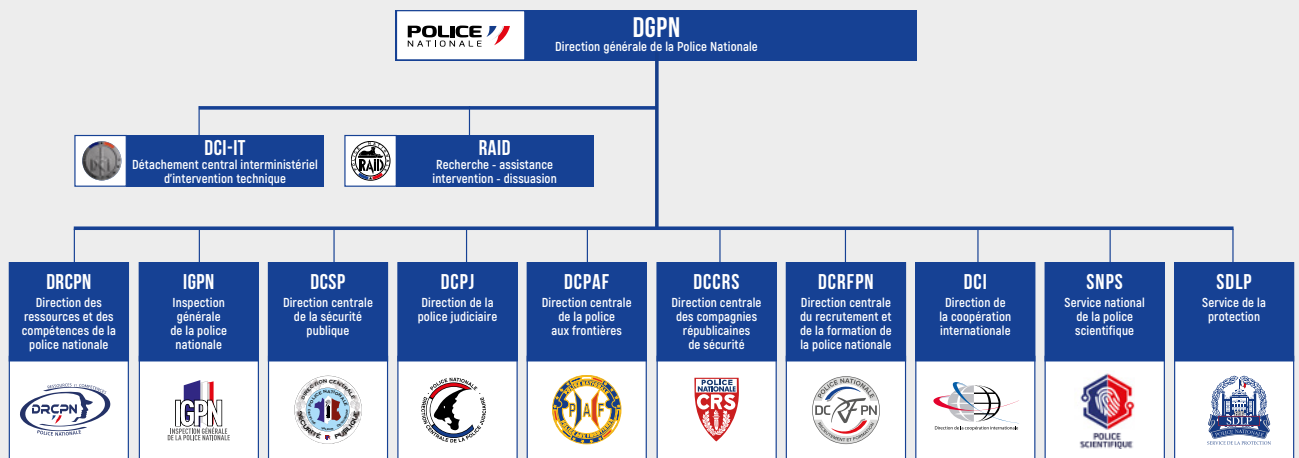 POLICE
NATIONALE
DGPN
Direction générale de la Police Nationale
DCI-IT
Détachement central interministériel
d'intervention technique
RAID
RAID
Recherche - assistance
intervention - dissuasion
DRCPN
Direction des
ressources et des
compétences de la
police nationale
IGPN
Inspection
générale
de la police
nationale
DCSP
Direction centrale
de la sécurité
publique
DCPJ
Direction de la
police judiciaire
DCPAF
Direction centrale
de la police
aux frontières
DCCRS
Direction centrale
des compagnies
républicaines
de sécurité
DCRFPN
Direction centrale
du recrutement et
de la formation de
la police nationale
DCI
Direction de
la coopération
internationale
SNPS
Service national
de la police
scientifique
SDLP
Service de la
protection
RESSOURCES ET COMPÉTENCES
DRCPN
POLICE NATIONALE
IGPN
INSPECTION GÉNÉRALE
DE LA POLICE NATIONALE
DIRECTION CENTRALE
POLICE NATIONALE
SÉCURITÉ PUBLIQUE
POLICE NATIONALE
DIRECTION CENTRALE DE LA POLICE JUDICIAIRE
PAF
POLICE
NATIONALE
CRS
POLICE NATIONALE
DC RF PN
RECRUTEMENT ET FORMATION
Direction de la coopération internationale
POLICE
SCIENTIFIQUE
SDLP
POLICE NATIONALE
SERVICE DE LA PROTECTION